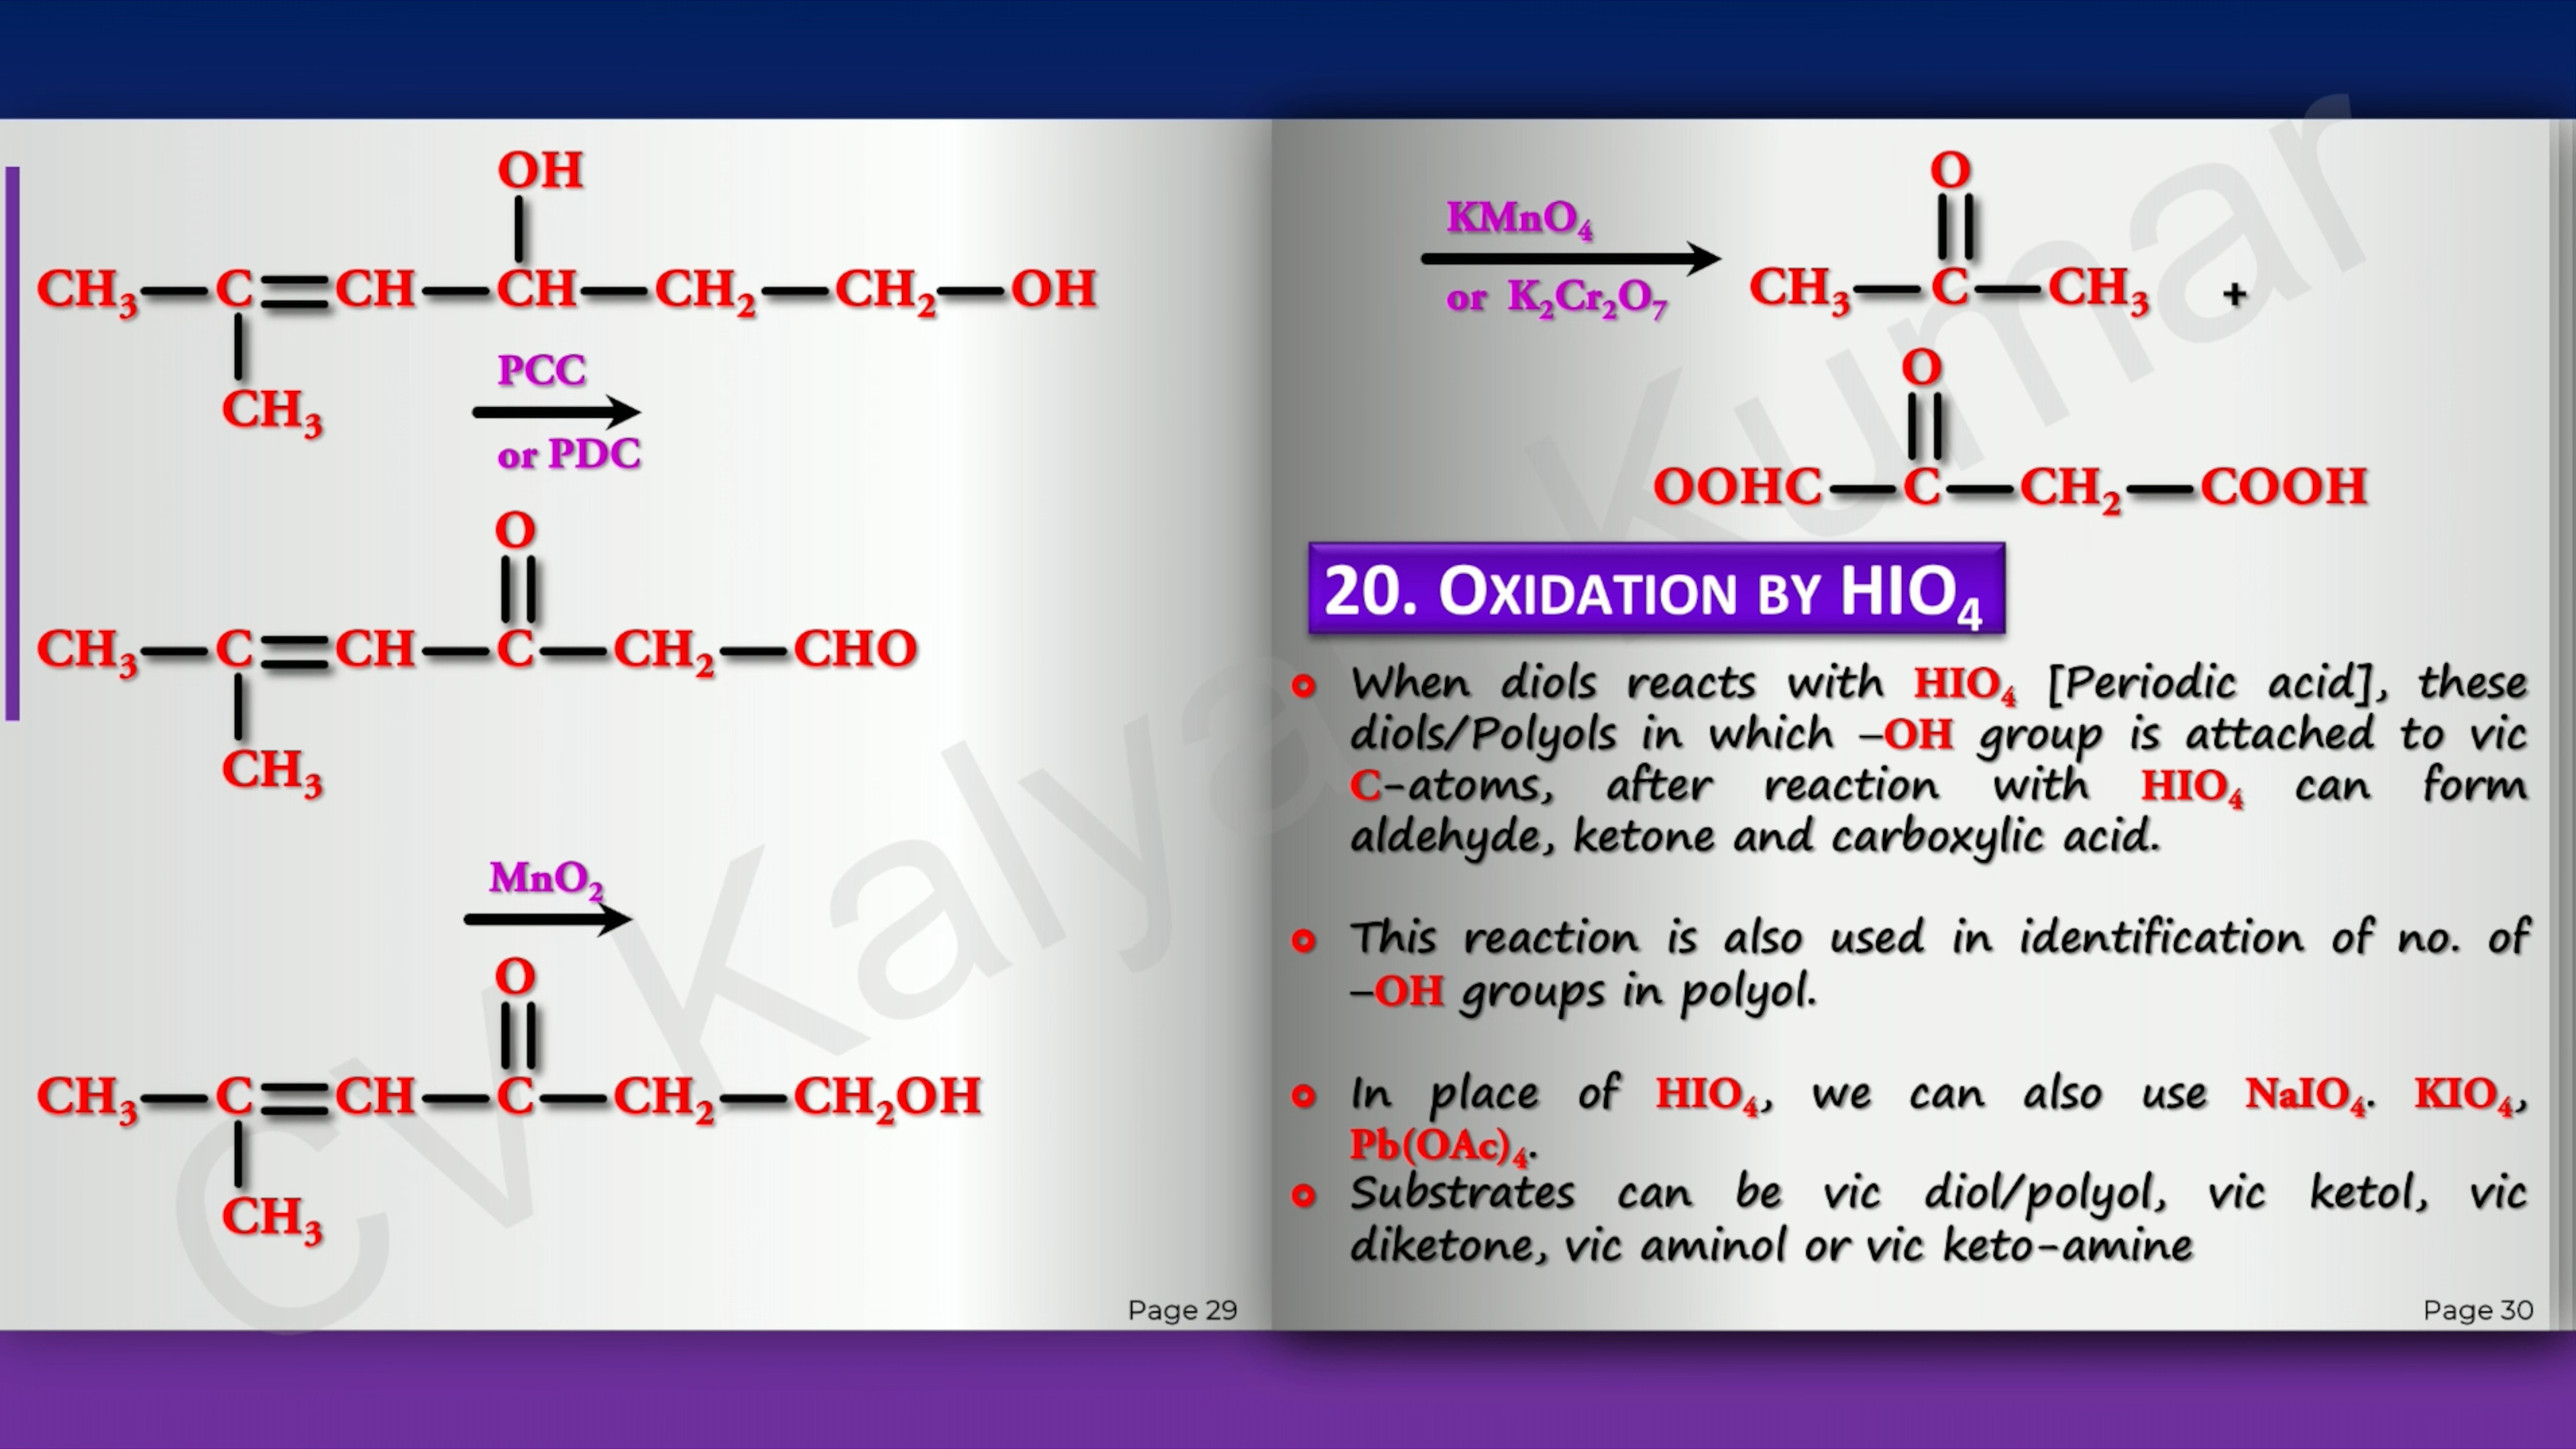 OH
CH₃—C=CH—CH—CH₂—CH₂—OH
CH₃
PCC
or PDC
O
CH₃—C=CH—C—CH₂—CHO
CH₃
MnO₂
O
CH₃—C=CH—C—CH₂—CH₂OH
CH₃
Page 29
KMnO₄
or K₂Cr₂O₇
O
CH₃—C—CH₃ +
O
OOHC—C—CH₂—COOH
20. OXIDATION BY HIO₄
When diols reacts with HIO₄ [Periodic acid], these
diols/Polyols in which –OH group is attached to vic
C-atoms, after reaction with HIO₄ can form
aldehyde, ketone and carboxylic acid.
This reaction is also used in identification of no. of
–OH groups in polyol.
In place of HIO₄, we can also use NaIO₄. KIO₄,
Pb(OAc)₄.
Substrates can be vic diol/polyol, vic ketol, vic
diketone, vic aminol or vic keto-amine
Page 30